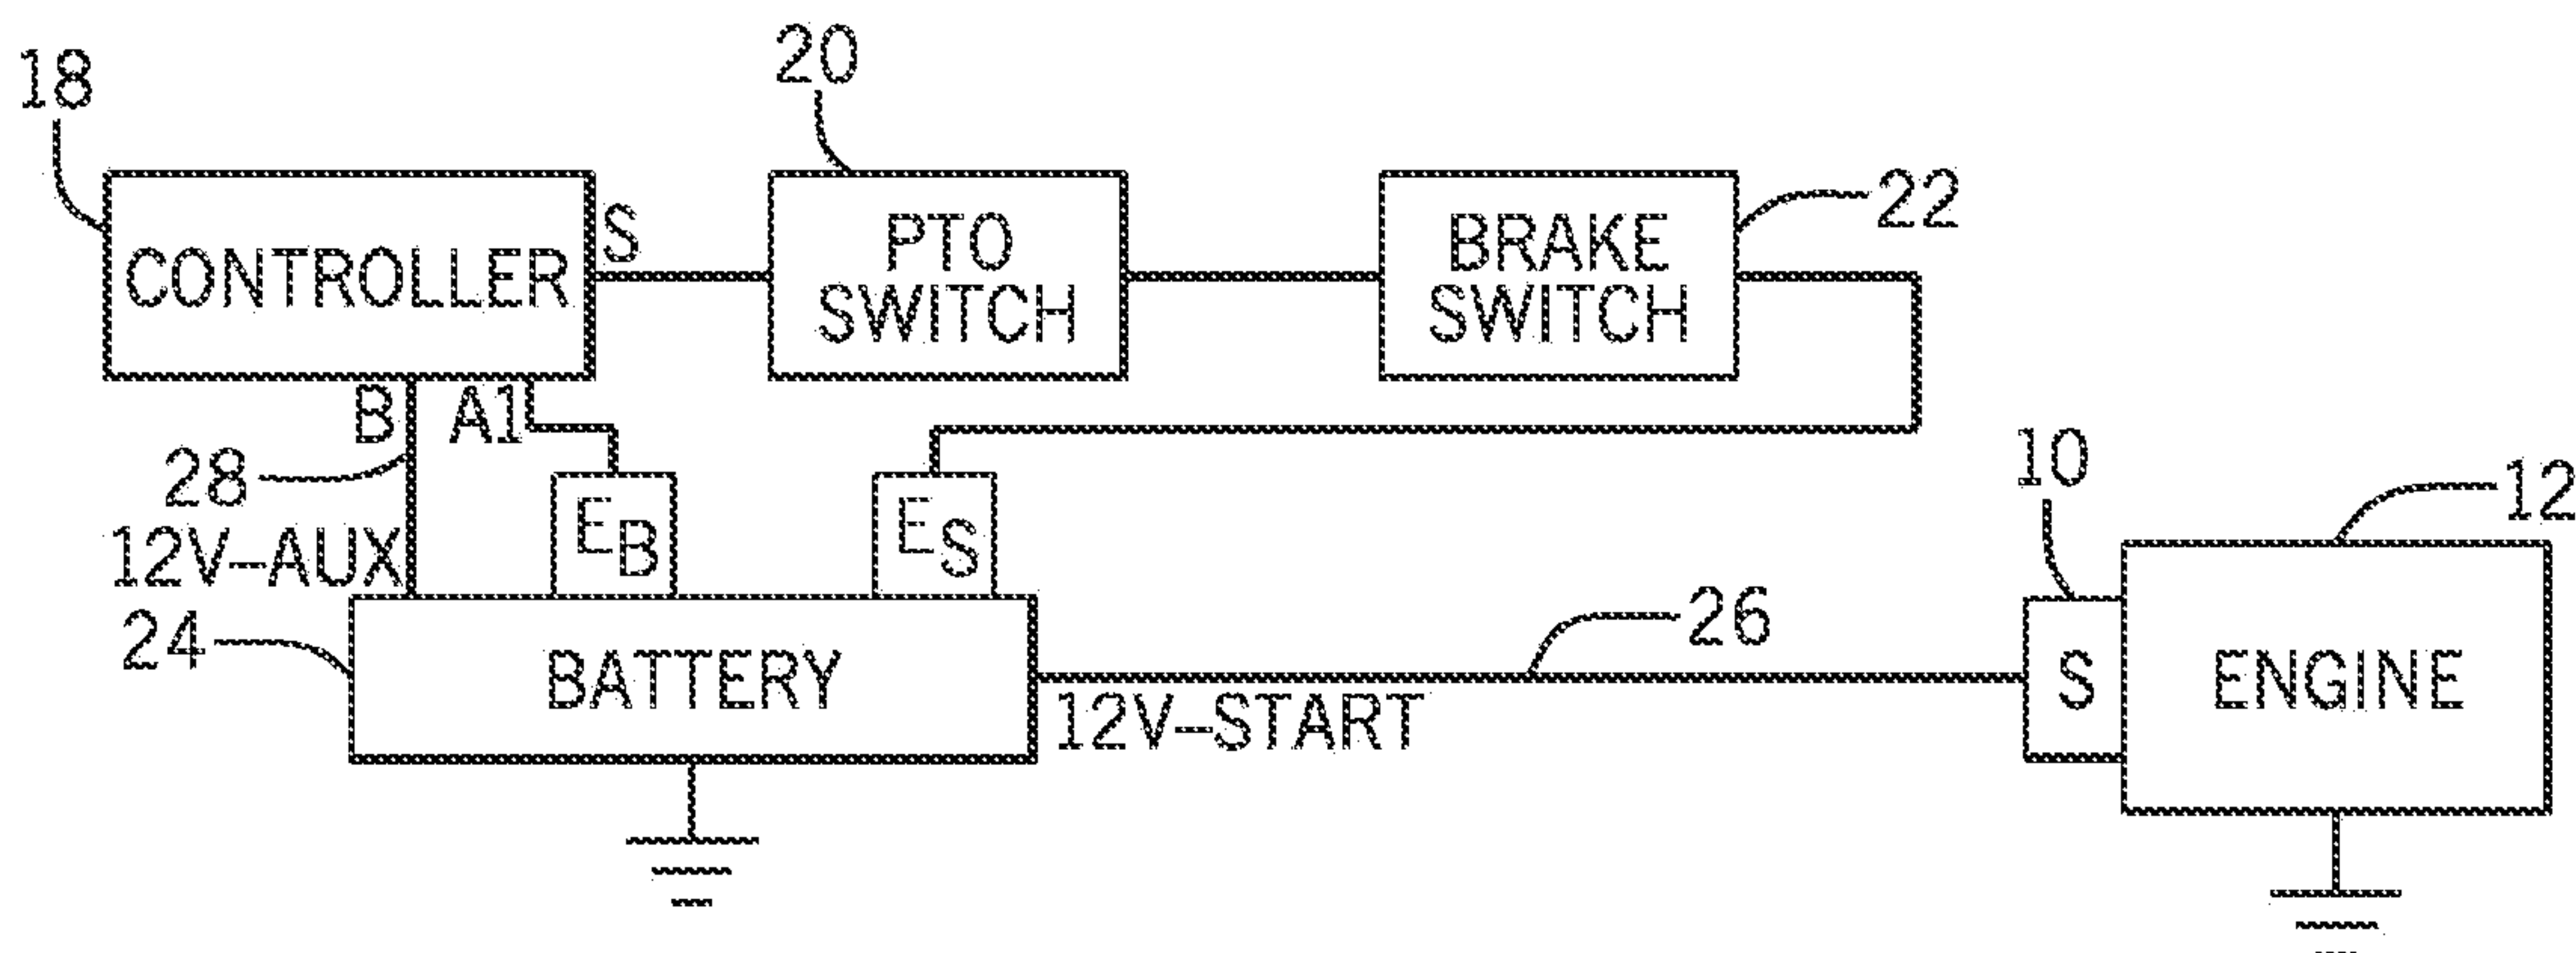 18
20
CONTROLLER
S
PTO
SWITCH
BRAKE
SWITCH
22
B
A1
28
12V–AUX
EB
ES
10
12
24
BATTERY
26
12V–START
S
ENGINE